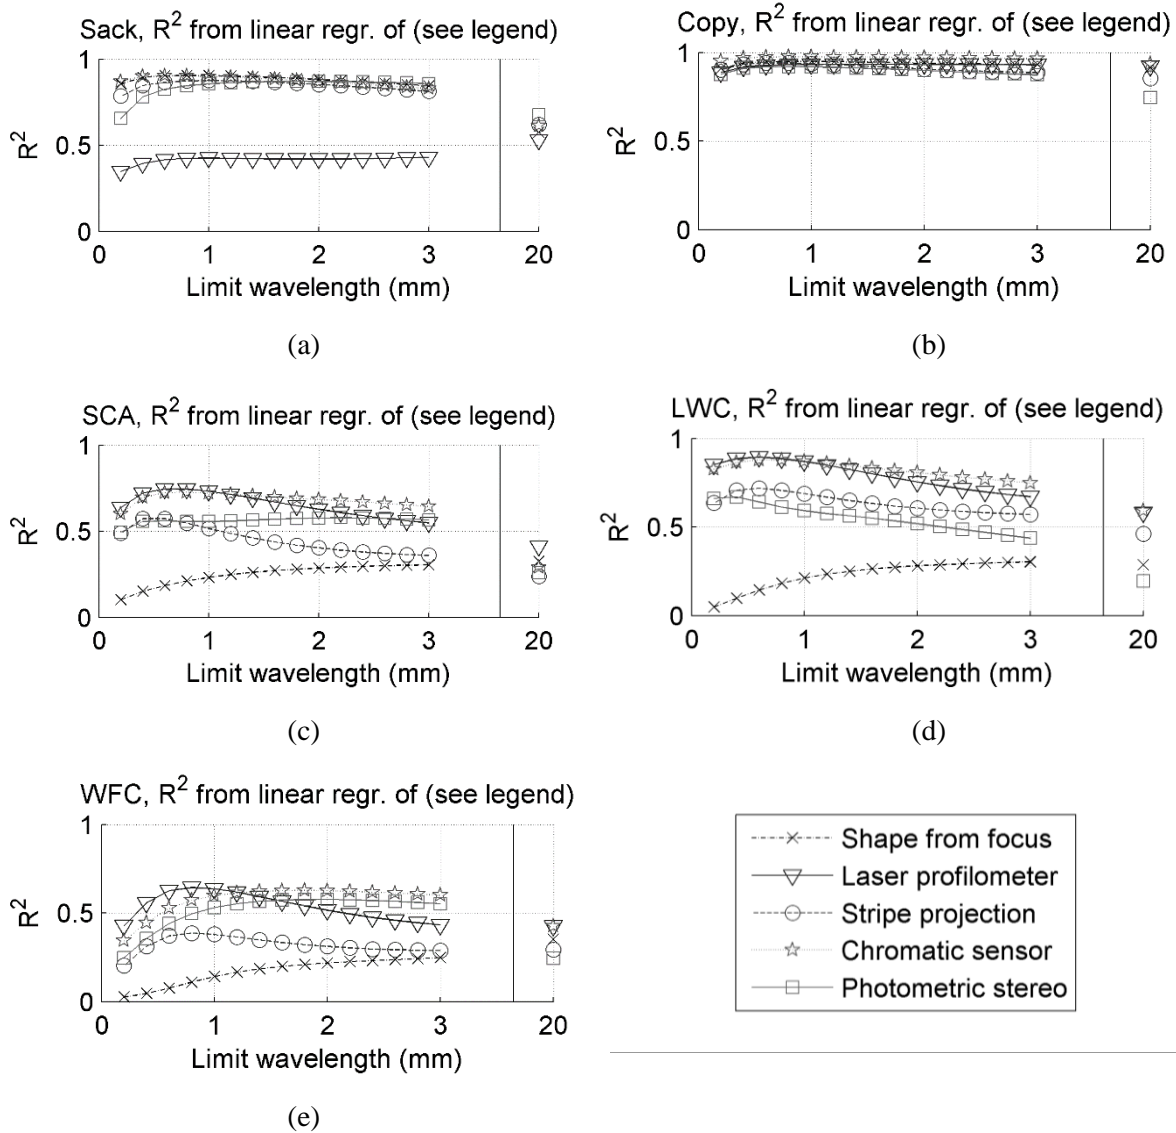 Sack, R² from linear regr. of (see legend)
1
0.5
0
R²
0 1 2 3 20
Limit wavelength (mm)
(a)
Copy, R² from linear regr. of (see legend)
1
0.5
0
R²
0 1 2 3 20
Limit wavelength (mm)
(b)
SCA, R² from linear regr. of (see legend)
1
0.5
0
R²
0 1 2 3 20
Limit wavelength (mm)
(c)
LWC, R² from linear regr. of (see legend)
1
0.5
0
R²
0 1 2 3 20
Limit wavelength (mm)
(d)
WFC, R² from linear regr. of (see legend)
1
0.5
0
R²
0 1 2 3 20
Limit wavelength (mm)
(e)
Shape from focus
Laser profilometer
Stripe projection
Chromatic sensor
Photometric stereo